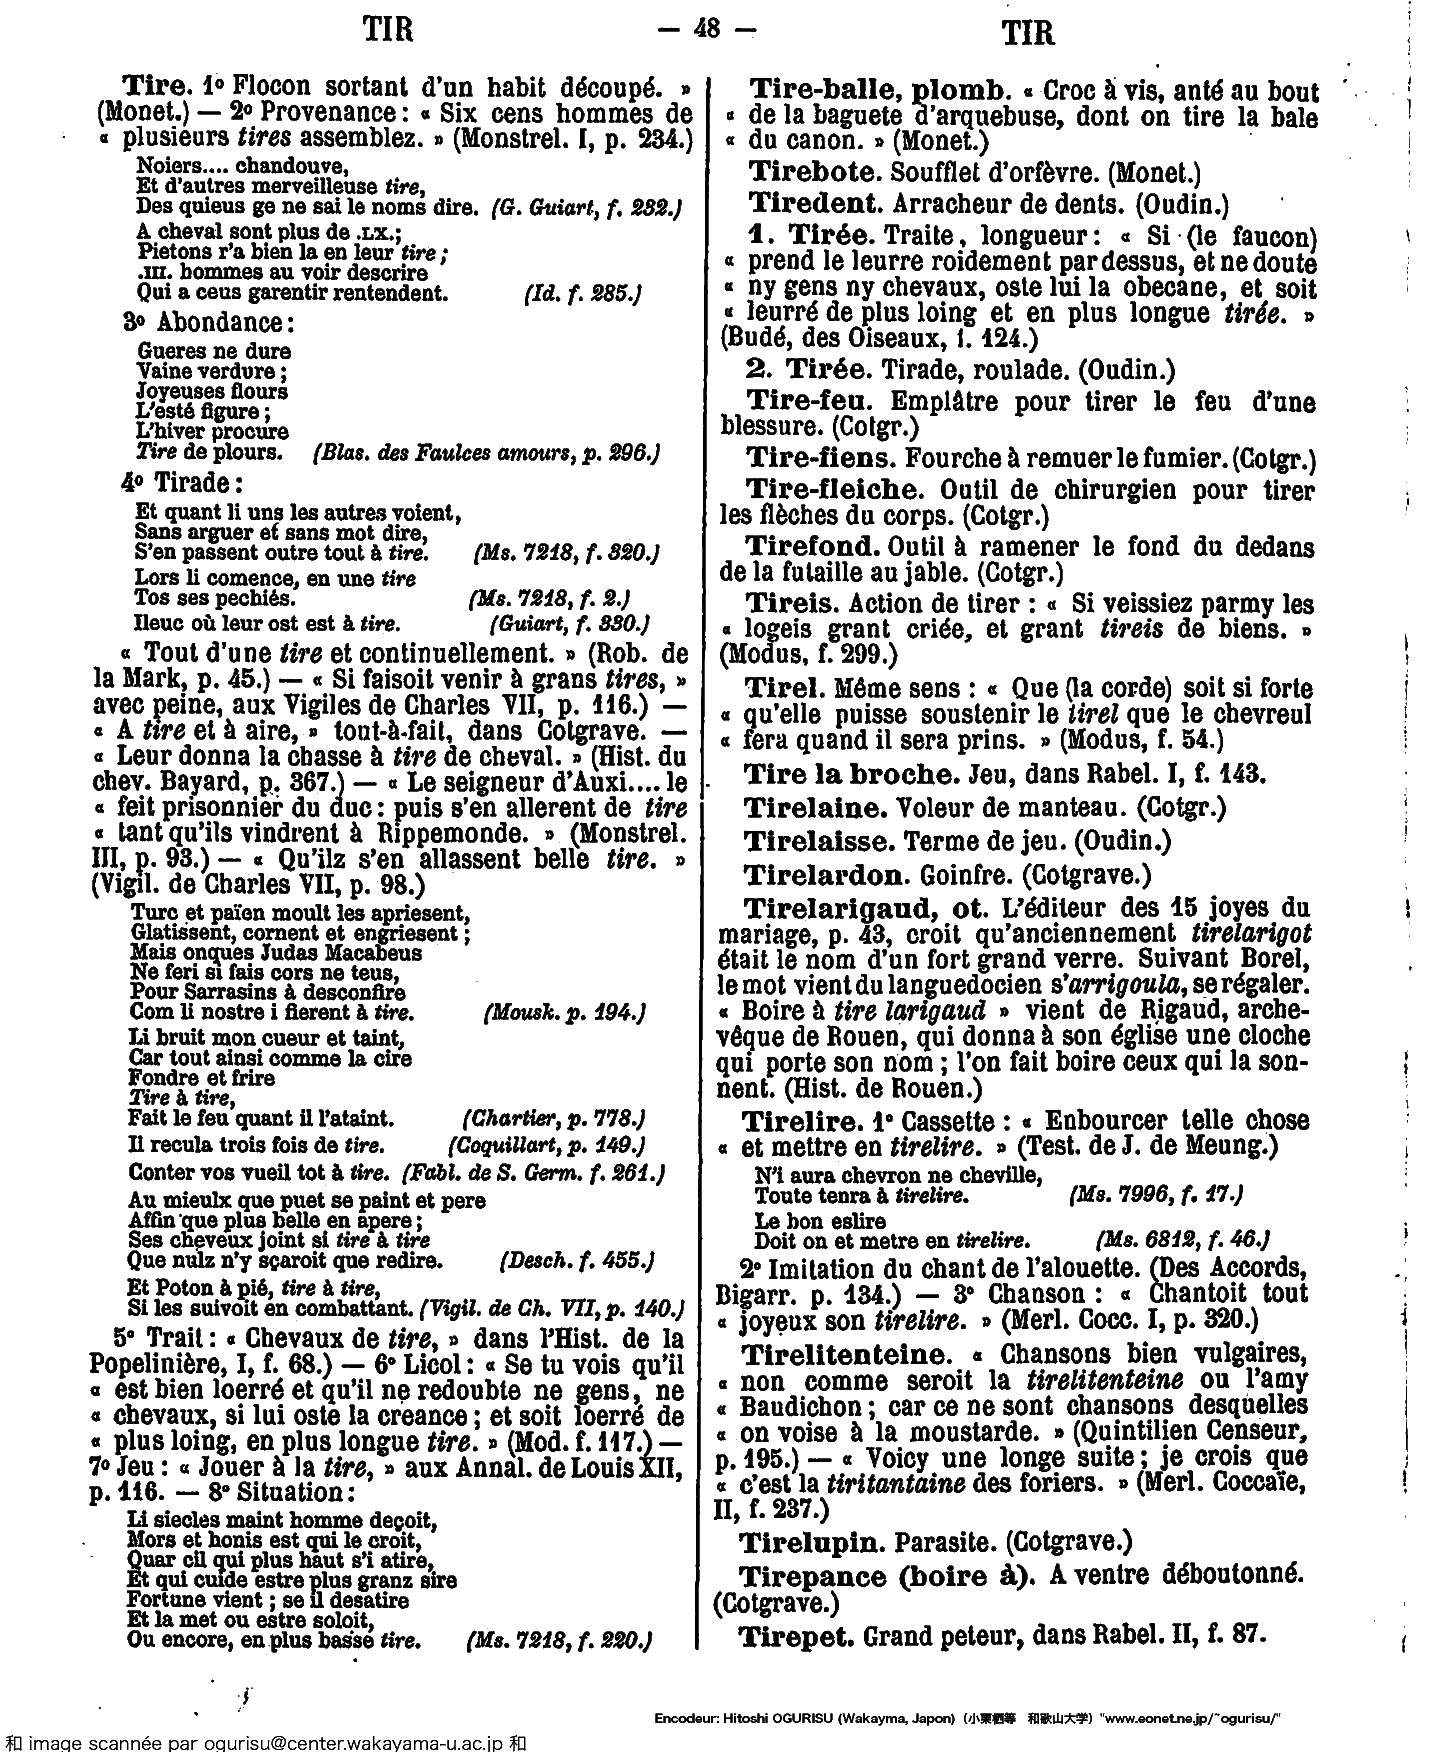 TIR — 48 — TIR
Tire. 1º Flocon sortant d'un habit découpé. »
(Monet.) — 2º Provenance : « Six cens hommes de
« plusieurs tires assemblez. » (Monstrel. I, p. 234.)
Noiers.... chandouve,
Et d'autres merveilleuse tire,
Des quieus ge ne sai le noms dire. (G. Guiart, f. 232.)
A cheval sont plus de .LX.;
Pietons r'a bien la en leur tire ;
.III. hommes au voir descrire
Qui a ceus garentir rentendent. (Id. f. 285.)
3º Abondance :
Gueres ne dure
Vaine verdure ;
Joyeuses flours
L'esté figure ;
L'hiver procure
Tire de plours. (Blas. des Faulces amours, p. 296.)
4º Tirade :
Et quant li uns les autres voient,
Sans arguer et sans mot dire,
S'en passent outre tout à tire. (Ms. 7218, f. 320.)
Lors li comence, en une tire
Tos ses pechiés. (Ms. 7218, f. 2.)
Ileuc où leur ost est à tire. (Guiart, f. 330.)
« Tout d'une tire et continuellement. » (Rob. de
la Mark, p. 45.) — « Si faisoit venir à grans tires, »
avec peine, aux Vigiles de Charles VII, p. 116.) —
« A tire et à aire, » tout-à-fait, dans Cotgrave. —
« Leur donna la chasse à tire de cheval. » (Hist. du
chev. Bayard, p. 367.) — « Le seigneur d'Auxi.... le
« feit prisonnier du duc : puis s'en allerent de tire
« tant qu'ils vindrent à Rippemonde. » (Monstrel.
III, p. 93.) — « Qu'ilz s'en allassent belle tire. »
(Vigil. de Charles VII, p. 98.)
Turc et païen moult les apriesent,
Glatissent, cornent et engriesent ;
Mais onques Judas Macabeus
Ne feri si fais cors ne teus,
Pour Sarrasins à desconfire
Com li nostre i fierent à tire. (Mousk. p. 194.)
Li bruit mon cueur et taint,
Car tout ainsi comme la cire
Fondre et frire
Tire à tire,
Fait le feu quant il l'ataint. (Chartier, p. 778.)
Il recula trois fois de tire. (Coquillart, p. 149.)
Conter vos vueil tot à tire. (Fabl. de S. Germ. f. 261.)
Au mieulx que puet se paint et pere
Affin que plus belle en apere ;
Ses cheveux joint si tire à tire
Que nulz n'y sçaroit que redire. (Desch. f. 455.)
Et Poton à pié, tire à tire,
Si les suivoit en combattant. (Vigil. de Ch. VII, p. 140.)
5º Trait : « Chevaux de tire, » dans l'Hist. de la
Popelinière, I, f. 68.) — 6º Licol : « Se tu vois qu'il
« est bien loerré et qu'il ne redoubte ne gens, ne
« chevaux, si lui oste la creance ; et soit loerré de
« plus loing, en plus longue tire. » (Mod. f. 117.) —
7º Jeu : « Jouer à la tire, » aux Annal. de Louis XII,
p. 116. — 8º Situation :
Li siecles maint homme deçoit,
Mors et honis est qui le croit,
Quar cil qui plus haut s'i atire,
Et qui cuide estre plus granz sire
Fortune vient ; se il desatire
Et la met ou estre soloit,
Ou encore, en plus basse tire. (Ms. 7218, f. 220.)
Tire-balle, plomb. « Croc à vis, anté au bout
« de la baguete d'arquebuse, dont on tire la bale
« du canon. » (Monet.)
Tirebote. Soufflet d'orfèvre. (Monet.)
Tiredent. Arracheur de dents. (Oudin.)
1. Tirée. Traite, longueur : « Si (le faucon)
« prend le leurre roidement par dessus, et ne doute
« ny gens ny chevaux, oste lui la obecane, et soit
« leurré de plus loing et en plus longue tirée. »
(Budé, des Oiseaux, f. 124.)
2. Tirée. Tirade, roulade. (Oudin.)
Tire-feu. Emplâtre pour tirer le feu d'une
blessure. (Cotgr.)
Tire-fiens. Fourche à remuer le fumier. (Cotgr.)
Tire-fleiche. Outil de chirurgien pour tirer
les flèches du corps. (Cotgr.)
Tirefond. Outil à ramener le fond du dedans
de la futaille au jable. (Cotgr.)
Tireis. Action de tirer : « Si veissiez parmy les
« logeis grant criée, et grant tireis de biens. »
(Modus, f. 299.)
Tirel. Même sens : « Que (la corde) soit si forte
« qu'elle puisse soustenir le tirel que le chevreul
« fera quand il sera prins. » (Modus, f. 54.)
Tire la broche. Jeu, dans Rabel. I, f. 143.
Tirelaine. Voleur de manteau. (Cotgr.)
Tirelaisse. Terme de jeu. (Oudin.)
Tirelardon. Goinfre. (Cotgrave.)
Tirelarigaud, ot. L'éditeur des 15 joyes du
mariage, p. 43, croit qu'anciennement tirelarigot
était le nom d'un fort grand verre. Suivant Borel,
le mot vient du languedocien s'arrigoula, se régaler.
« Boire à tire larigaud » vient de Rigaud, arche-
vêque de Rouen, qui donna à son église une cloche
qui porte son nom ; l'on fait boire ceux qui la son-
nent. (Hist. de Rouen.)
Tirelire. 1º Cassette : « Enbourcer telle chose
« et mettre en tirelire. » (Test. de J. de Meung.)
N'i aura chevron ne cheville,
Toute tenra à tirelire. (Ms. 7996, f. 17.)
Le bon eslire
Doit on et metre en tirelire. (Ms. 6812, f. 46.)
2º Imitation du chant de l'alouette. (Des Accords,
Bigarr. p. 134.) — 3º Chanson : « Chantoit tout
« joyeux son tirelire. » (Merl. Cocc. I, p. 320.)
Tirelitenteine. « Chansons bien vulgaires,
« non comme seroit la tirelitenteine ou l'amy
« Baudichon ; car ce ne sont chansons desquelles
« on voise à la moustarde. » (Quintilien Censeur,
p. 195.) — « Voicy une longe suite ; je crois que
« c'est la tiritantaine des foriers. » (Merl. Coccaïe,
II, f. 237.)
Tirelupin. Parasite. (Cotgrave.)
Tirepance (boire à). A ventre déboutonné.
(Cotgrave.)
Tirepet. Grand peteur, dans Rabel. II, f. 87.
Encodeur: Hitoshi OGURISU (Wakayma, Japon) (小栗栖等 和歌山大学) "www.eonet.ne.jp/~ogurisu/"
和 image scannée par ogurisu@center.wakayama-u.ac.jp 和